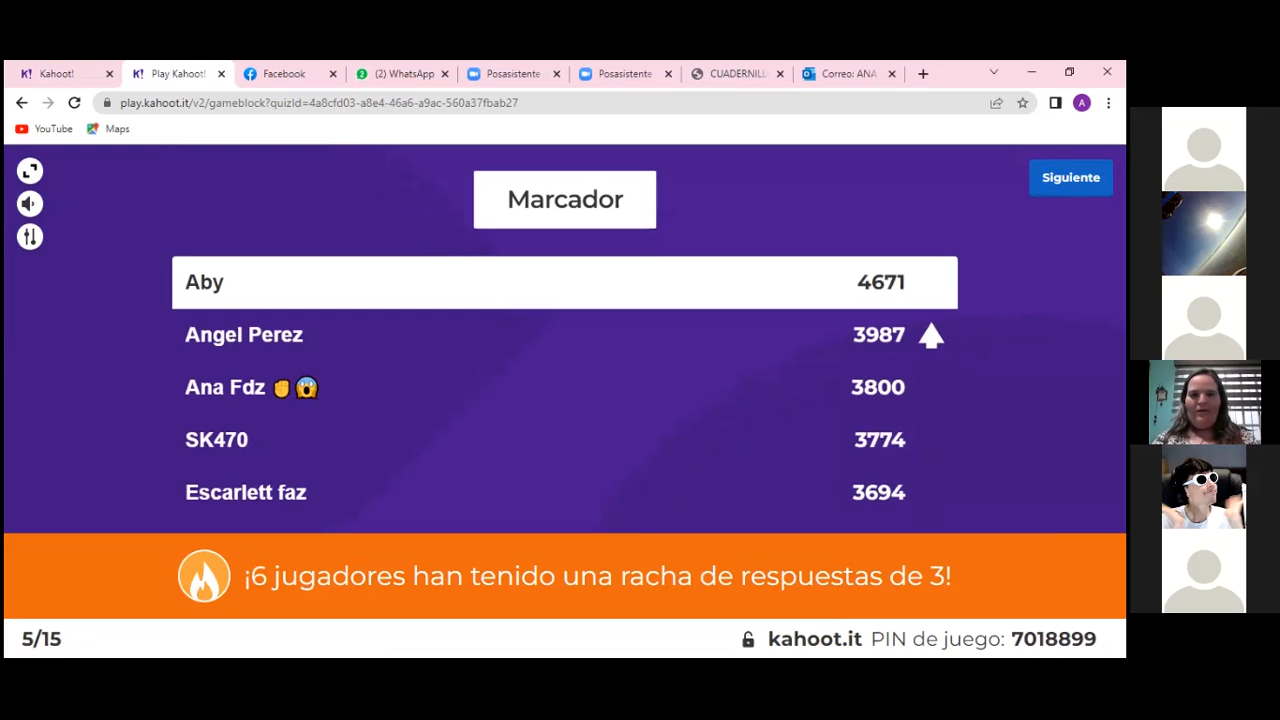 K! Kahoot!
K! Play Kahoot!
Facebook
2 (2) WhatsApp
Posasistente
Posasistente
CUADERNILL
Correo: ANA
play.kahoot.it/v2/gameblock?quizId=4a8cfd03-a8e4-46a6-a9ac-560a37fbab27
A
YouTube
Maps
Siguiente
Marcador
Aby 4671
Angel Perez 3987
Ana Fdz ✊😱 3800
SK470 3774
Escarlett faz 3694
¡6 jugadores han tenido una racha de respuestas de 3!
5/15
kahoot.it PIN de juego: 7018899